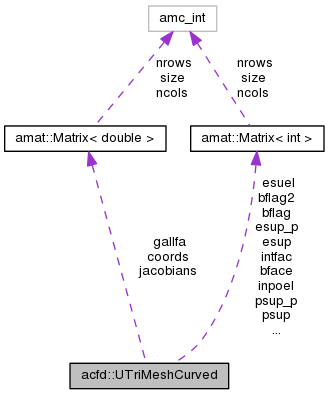 amc_int
nrows
size
ncols
nrows
size
ncols
amat::Matrix< double >
amat::Matrix< int >
gallfa
coords
jacobians
esuel
bflag2
bflag
esup_p
esup
intfac
bface
inpoel
psup_p
psup
...
acfd::UTriMeshCurved